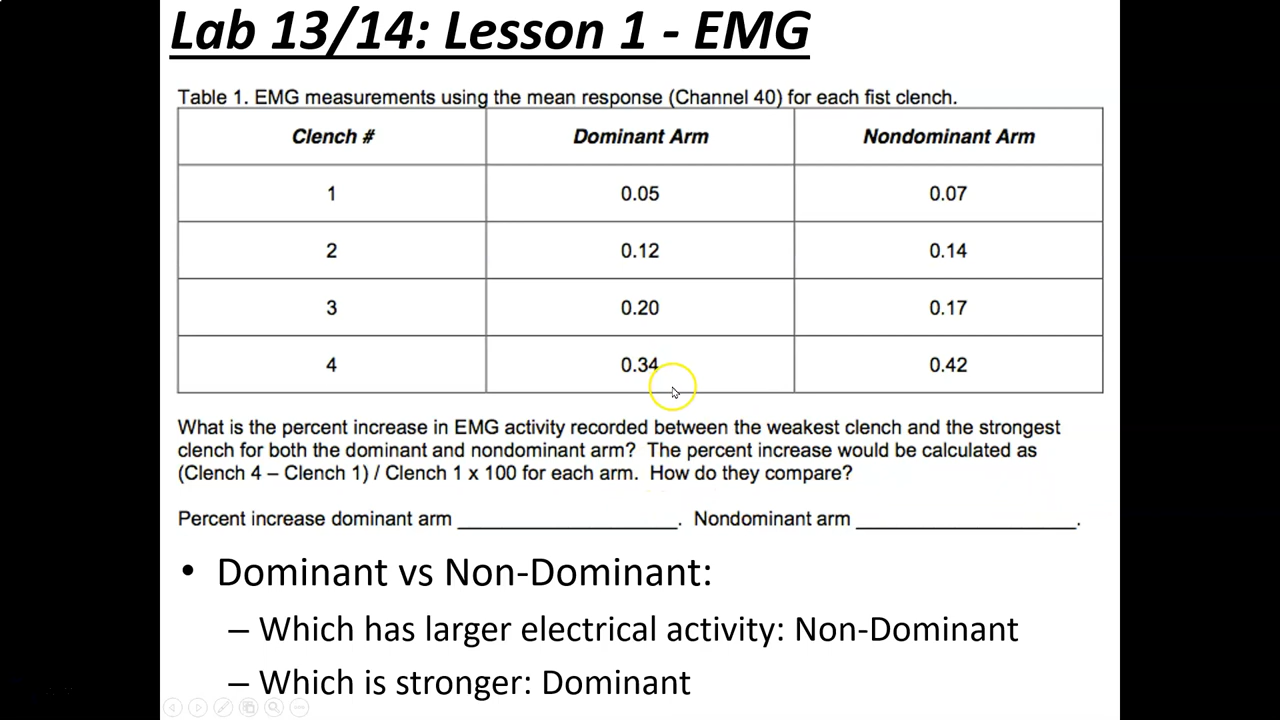 Lab 13/14: Lesson 1 - EMG
Table 1. EMG measurements using the mean response (Channel 40) for each fist clench.
Clench # Dominant Arm Nondominant Arm
1 0.05 0.07
2 0.12 0.14
3 0.20 0.17
4 0.34 0.42
What is the percent increase in EMG activity recorded between the weakest clench and the strongest
clench for both the dominant and nondominant arm? The percent increase would be calculated as
(Clench 4 – Clench 1) / Clench 1 x 100 for each arm. How do they compare?
Percent increase dominant arm ____________________. Nondominant arm ____________________.
• Dominant vs Non-Dominant:
– Which has larger electrical activity: Non-Dominant
– Which is stronger: Dominant